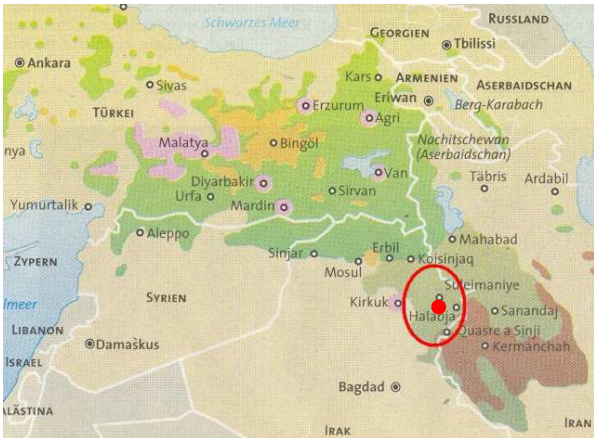 Schwarzes Meer
RUSSLAND
GEORGIEN
Tbilissi
Ankara
Sivas
Kars
ARMENIEN
ASERBAIDSCHAN
Eriwan
Berg-Karabach
TÜRKEI
Erzurum
Agri
Malatya
Bingöl
Nachitschewan
(Aserbaidschan)
nya
Diyarbakir
Van
Täbris
Ardabil
Urfa
Sirvan
Yumurtalik
Mardin
Aleppo
Mahabad
Sinjar
Erbil
Koisinjaq
ZYPERN
Mosul
Suleimaniye
SYRIEN
Kirkuk
Halabja
Sanandaj
lmeer
LIBANON
Quasre a Sinji
Damaskus
Kermanchah
ISRAEL
Bagdad
ALÄSTINA
IRAK
IRAN